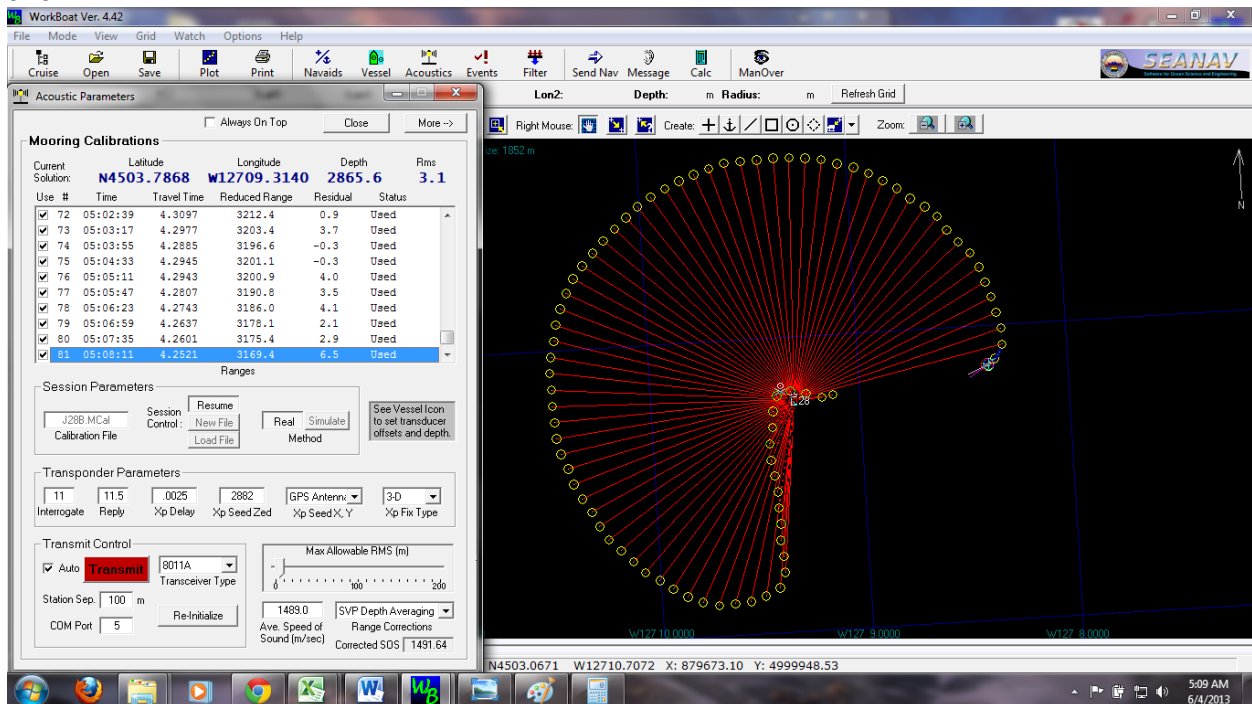 WorkBoat Ver. 4.42
File Mode View Grid Watch Options Help
Cruise Open Save Plot Print Navaids Vessel Acoustics Events Filter Send Nav Message Calc ManOver
SEANAV
Software for Ocean Science and Engineering
Acoustic Parameters
Lon2: Depth: m Radius: m Refresh Grid
Always On Top Close More -->
Right Mouse: Create: Zoom:
Mooring Calibrations
ize: 1852 m
Current Solution:
Latitude Longitude Depth Rms
N4503.7868 W12709.3140 2865.6 3.1
Use # Time Travel Time Reduced Range Residual Status
72 05:02:39 4.3097 3212.4 0.9 Used
73 05:03:17 4.2977 3203.4 3.7 Used
74 05:03:55 4.2885 3196.6 -0.3 Used
75 05:04:33 4.2945 3201.1 -0.3 Used
76 05:05:11 4.2943 3200.9 4.0 Used
77 05:05:47 4.2807 3190.8 3.5 Used
78 05:06:23 4.2743 3186.0 4.1 Used
79 05:06:59 4.2637 3178.1 2.1 Used
80 05:07:35 4.2601 3175.4 2.9 Used
81 05:08:11 4.2521 3169.4 6.5 Used
Ranges
Session Parameters
J28B.MCal
Calibration File
Session Control :
Resume
New File
Load File
Real Simulate
Method
See Vessel Icon
to set transducer
offsets and depth.
Transponder Parameters
11 11.5 .0025 2882 GPS Antenn 3-D
Interrogate Reply Xp Delay Xp Seed Zed Xp Seed X, Y Xp Fix Type
Transmit Control
Auto Transmit 8011A
Transceiver Type
Station Sep. 100 m
COM Port 5
Re-Initialize
Max Allowable RMS (m)
0 100 200
1489.0 SVP Depth Averaging
Ave. Speed of
Sound (m/sec)
Range Corrections
Corrected SOS 1491.64
N
28
W127 10.0000 W127 9.0000 W127 8.0000
N4503.0671 W12710.7072 X: 879673.10 Y: 4999948.53
5:09 AM
6/4/2013